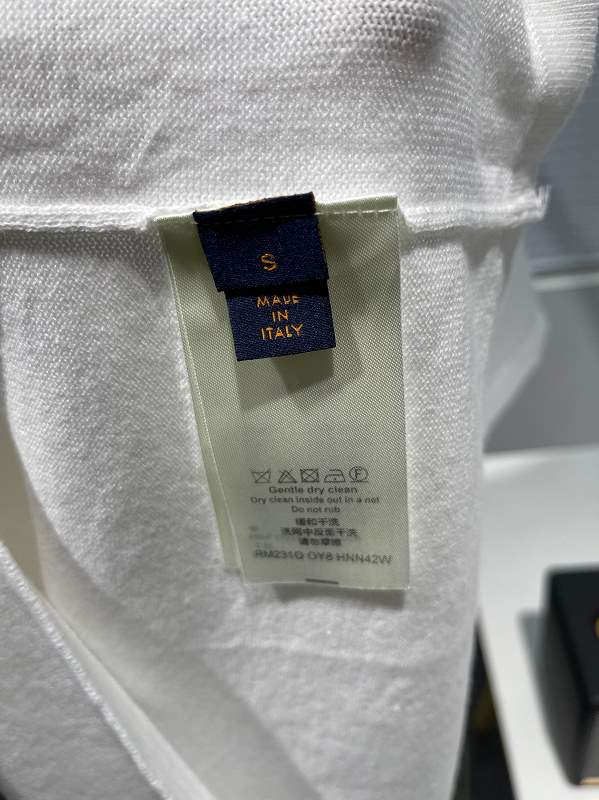 S
MADE
IN
ITALY
Gentle dry clean
Dry clean inside out in a net
Do not rub
缓和干洗
洗网中反面干洗
请勿摩擦
RM231Q OY8 HNN42W